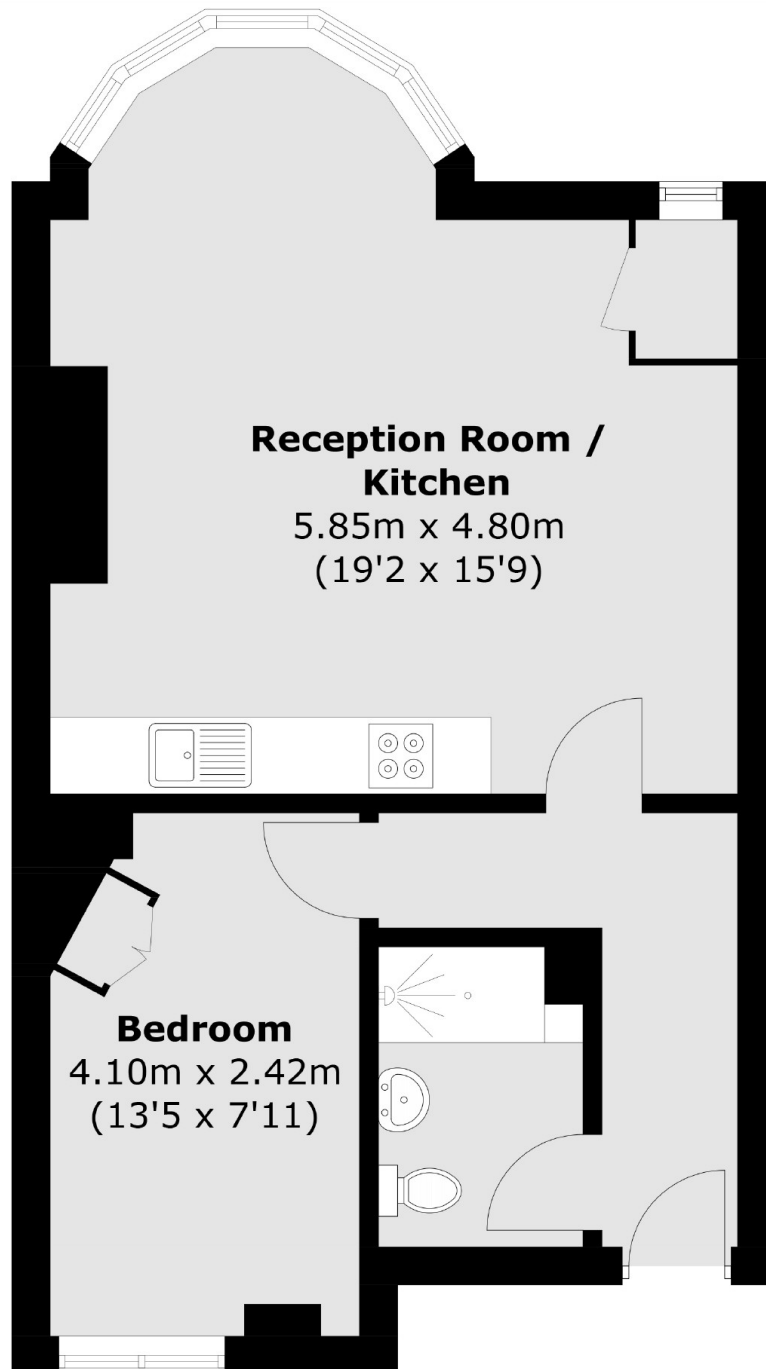 Reception Room /
Kitchen
5.85m x 4.80m
(19'2 x 15'9)
Bedroom
4.10m x 2.42m
(13'5 x 7'11)